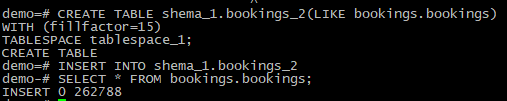 demo=# CREATE TABLE shema_1.bookings_2(LIKE bookings.bookings)
WITH (fillfactor=15)
TABLESPACE tablespace_1;
CREATE TABLE
demo=# INSERT INTO shema_1.bookings_2
demo-# SELECT * FROM bookings.bookings;
INSERT 0 262788